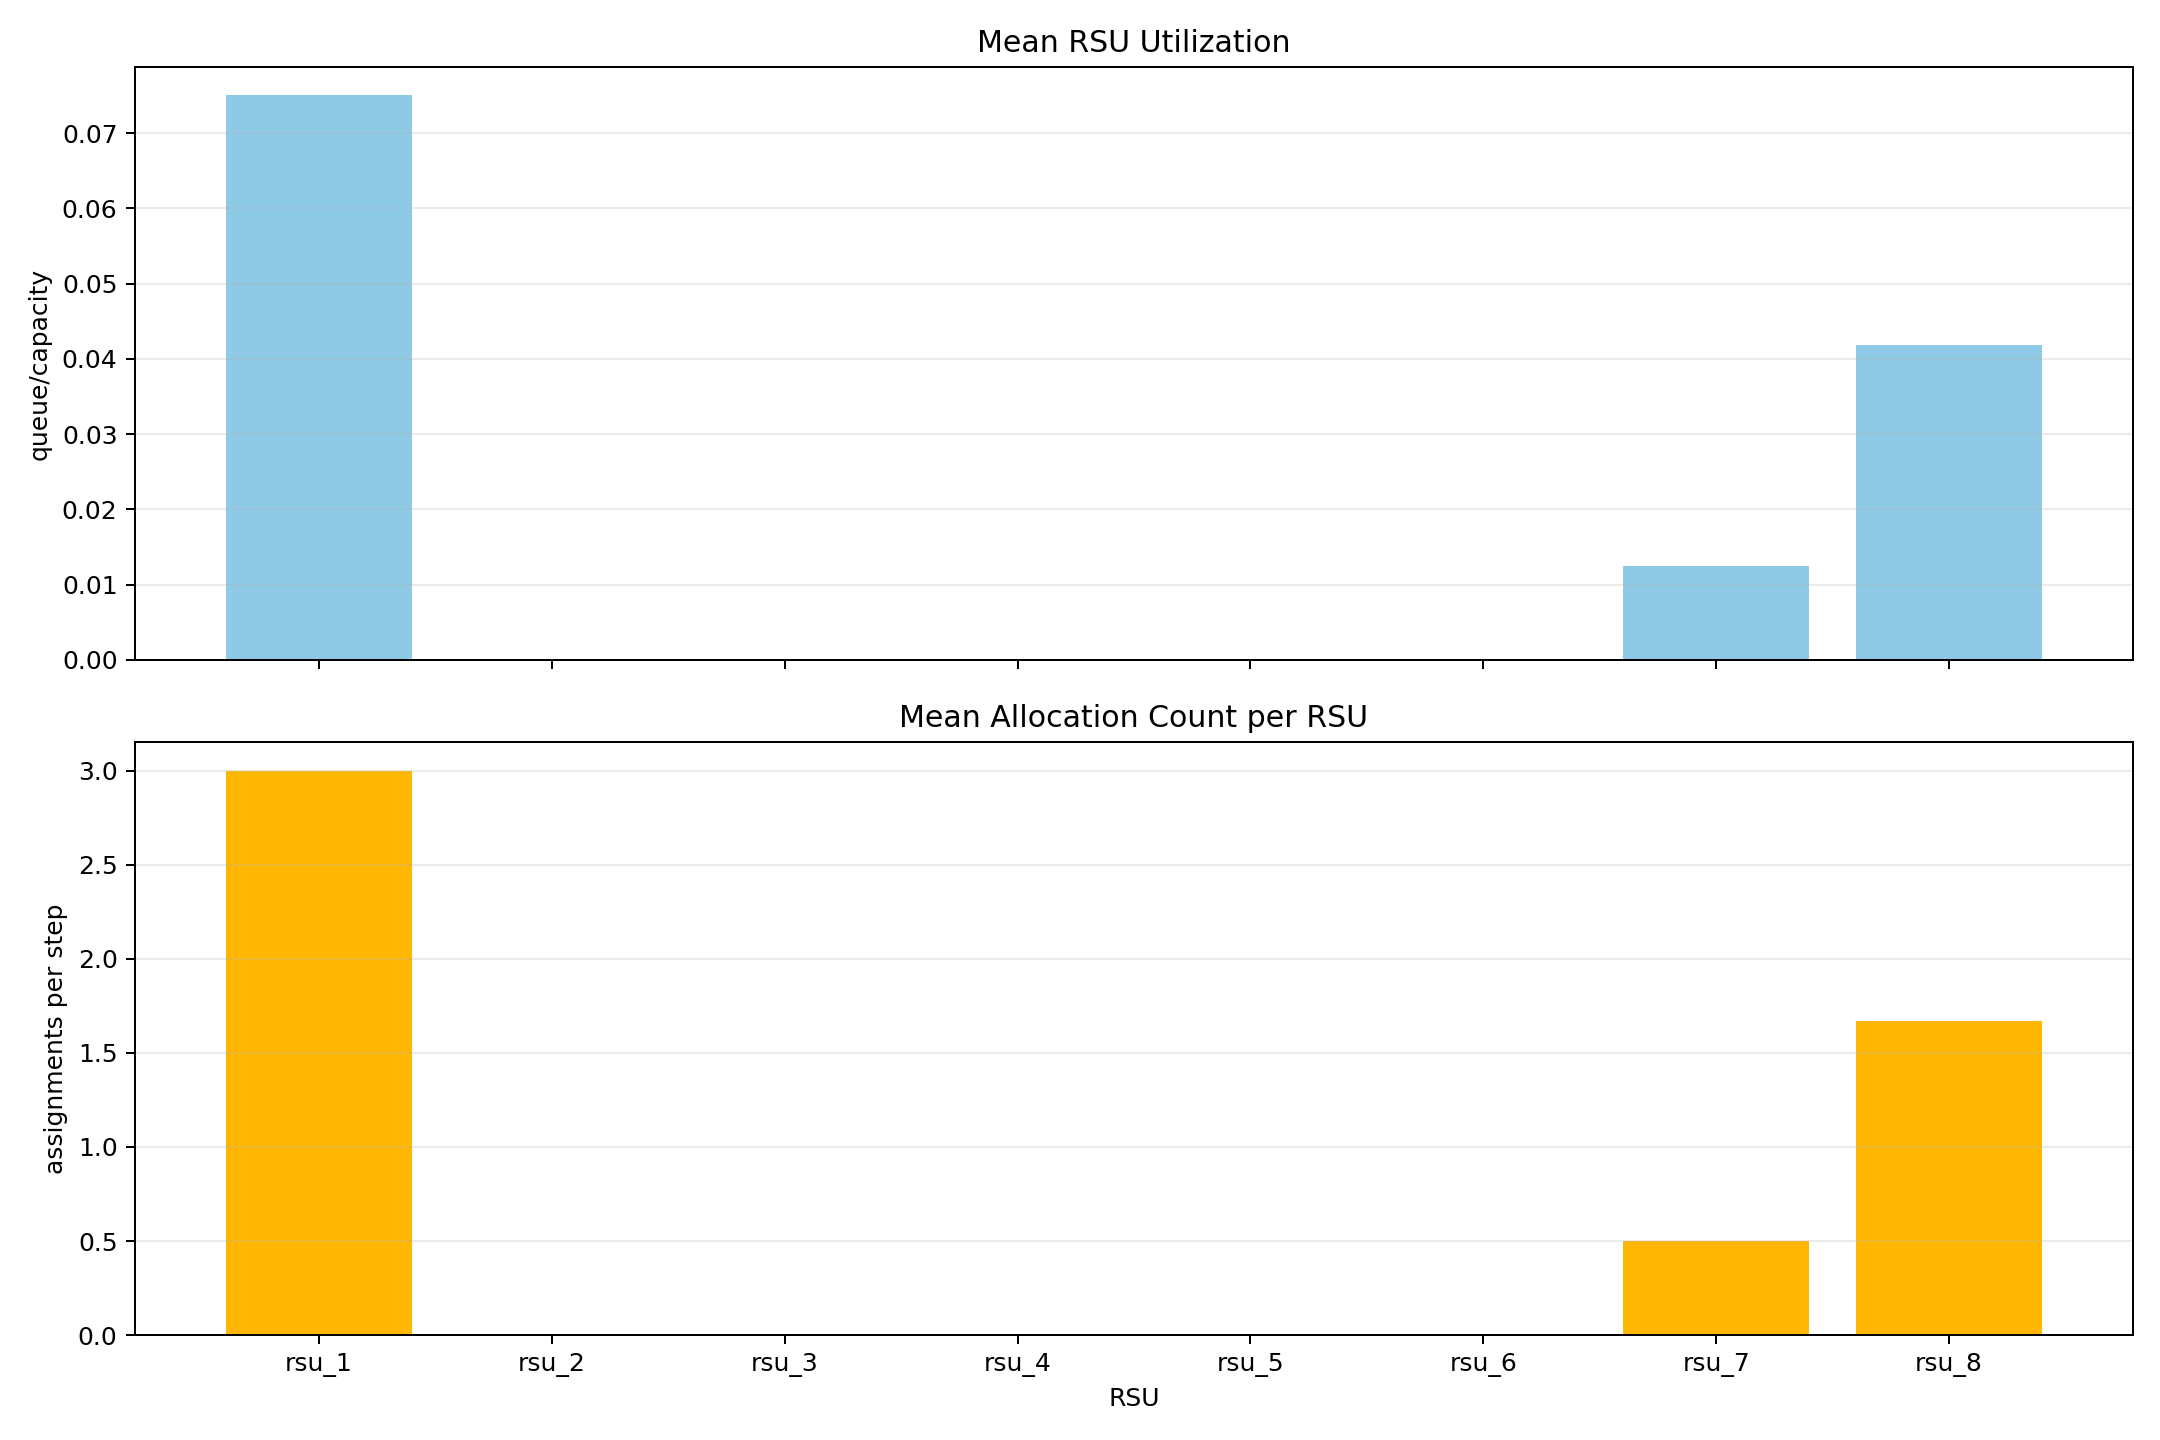 Mean RSU Utilization
queue/capacity
0.07
0.06
0.05
0.04
0.03
0.02
0.01
0.00
Mean Allocation Count per RSU
assignments per step
3.0
2.5
2.0
1.5
1.0
0.5
0.0
rsu_1 rsu_2 rsu_3 rsu_4 rsu_5 rsu_6 rsu_7 rsu_8
RSU